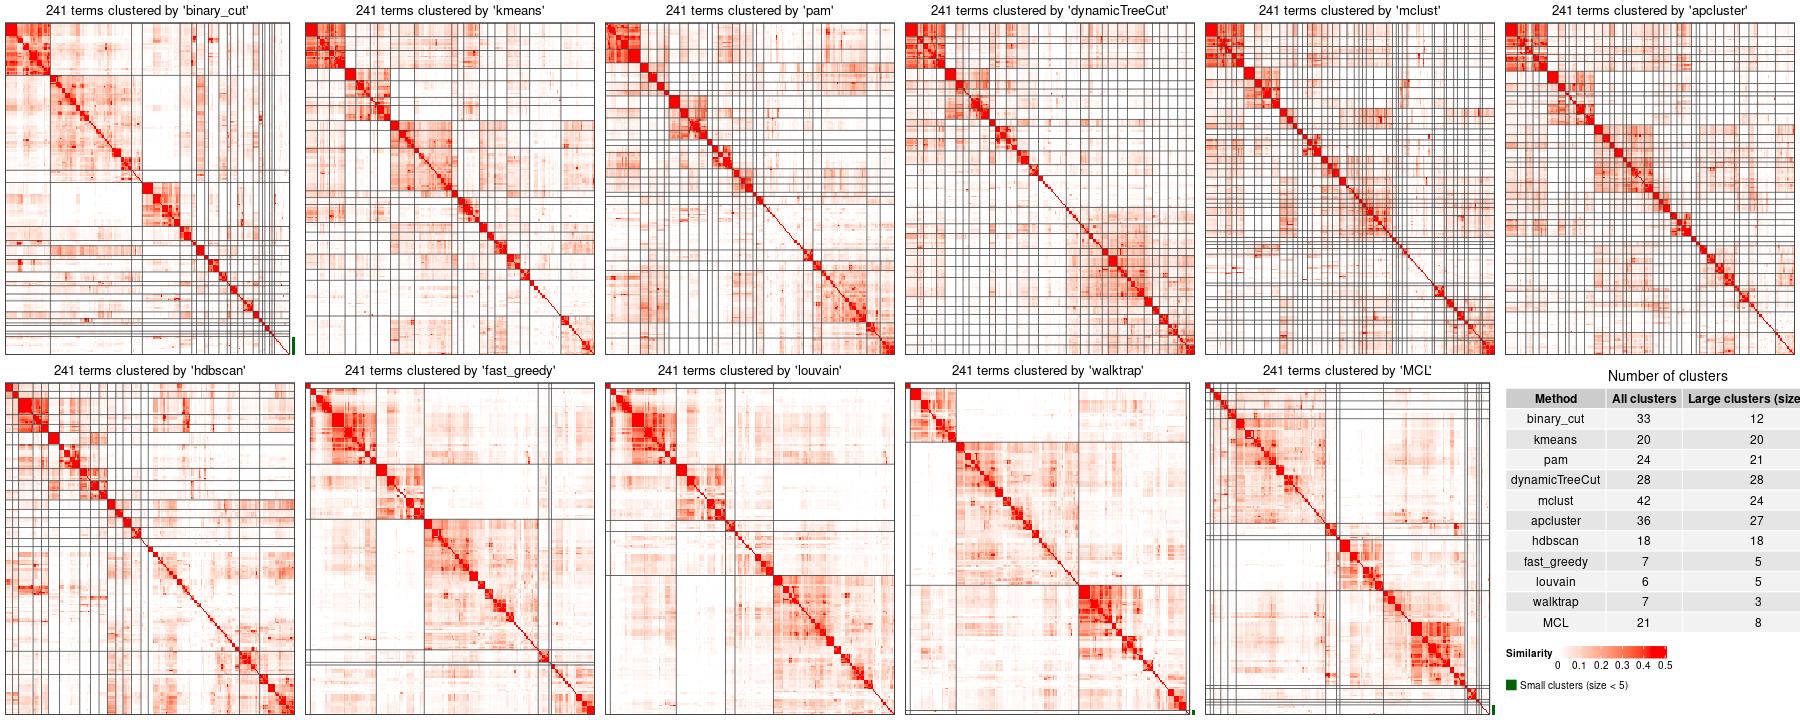 241 terms clustered by 'binary_cut'
241 terms clustered by 'kmeans'
241 terms clustered by 'pam'
241 terms clustered by 'dynamicTreeCut'
241 terms clustered by 'mclust'
241 terms clustered by 'apcluster'
241 terms clustered by 'hdbscan'
241 terms clustered by 'fast_greedy'
241 terms clustered by 'louvain'
241 terms clustered by 'walktrap'
241 terms clustered by 'MCL'
Number of clusters
Method All clusters Large clusters (size
binary_cut 33 12
kmeans 20 20
pam 24 21
dynamicTreeCut 28 28
mclust 42 24
apcluster 36 27
hdbscan 18 18
fast_greedy 7 5
louvain 6 5
walktrap 7 3
MCL 21 8
Similarity
0 0.1 0.2 0.3 0.4 0.5
Small clusters (size < 5)